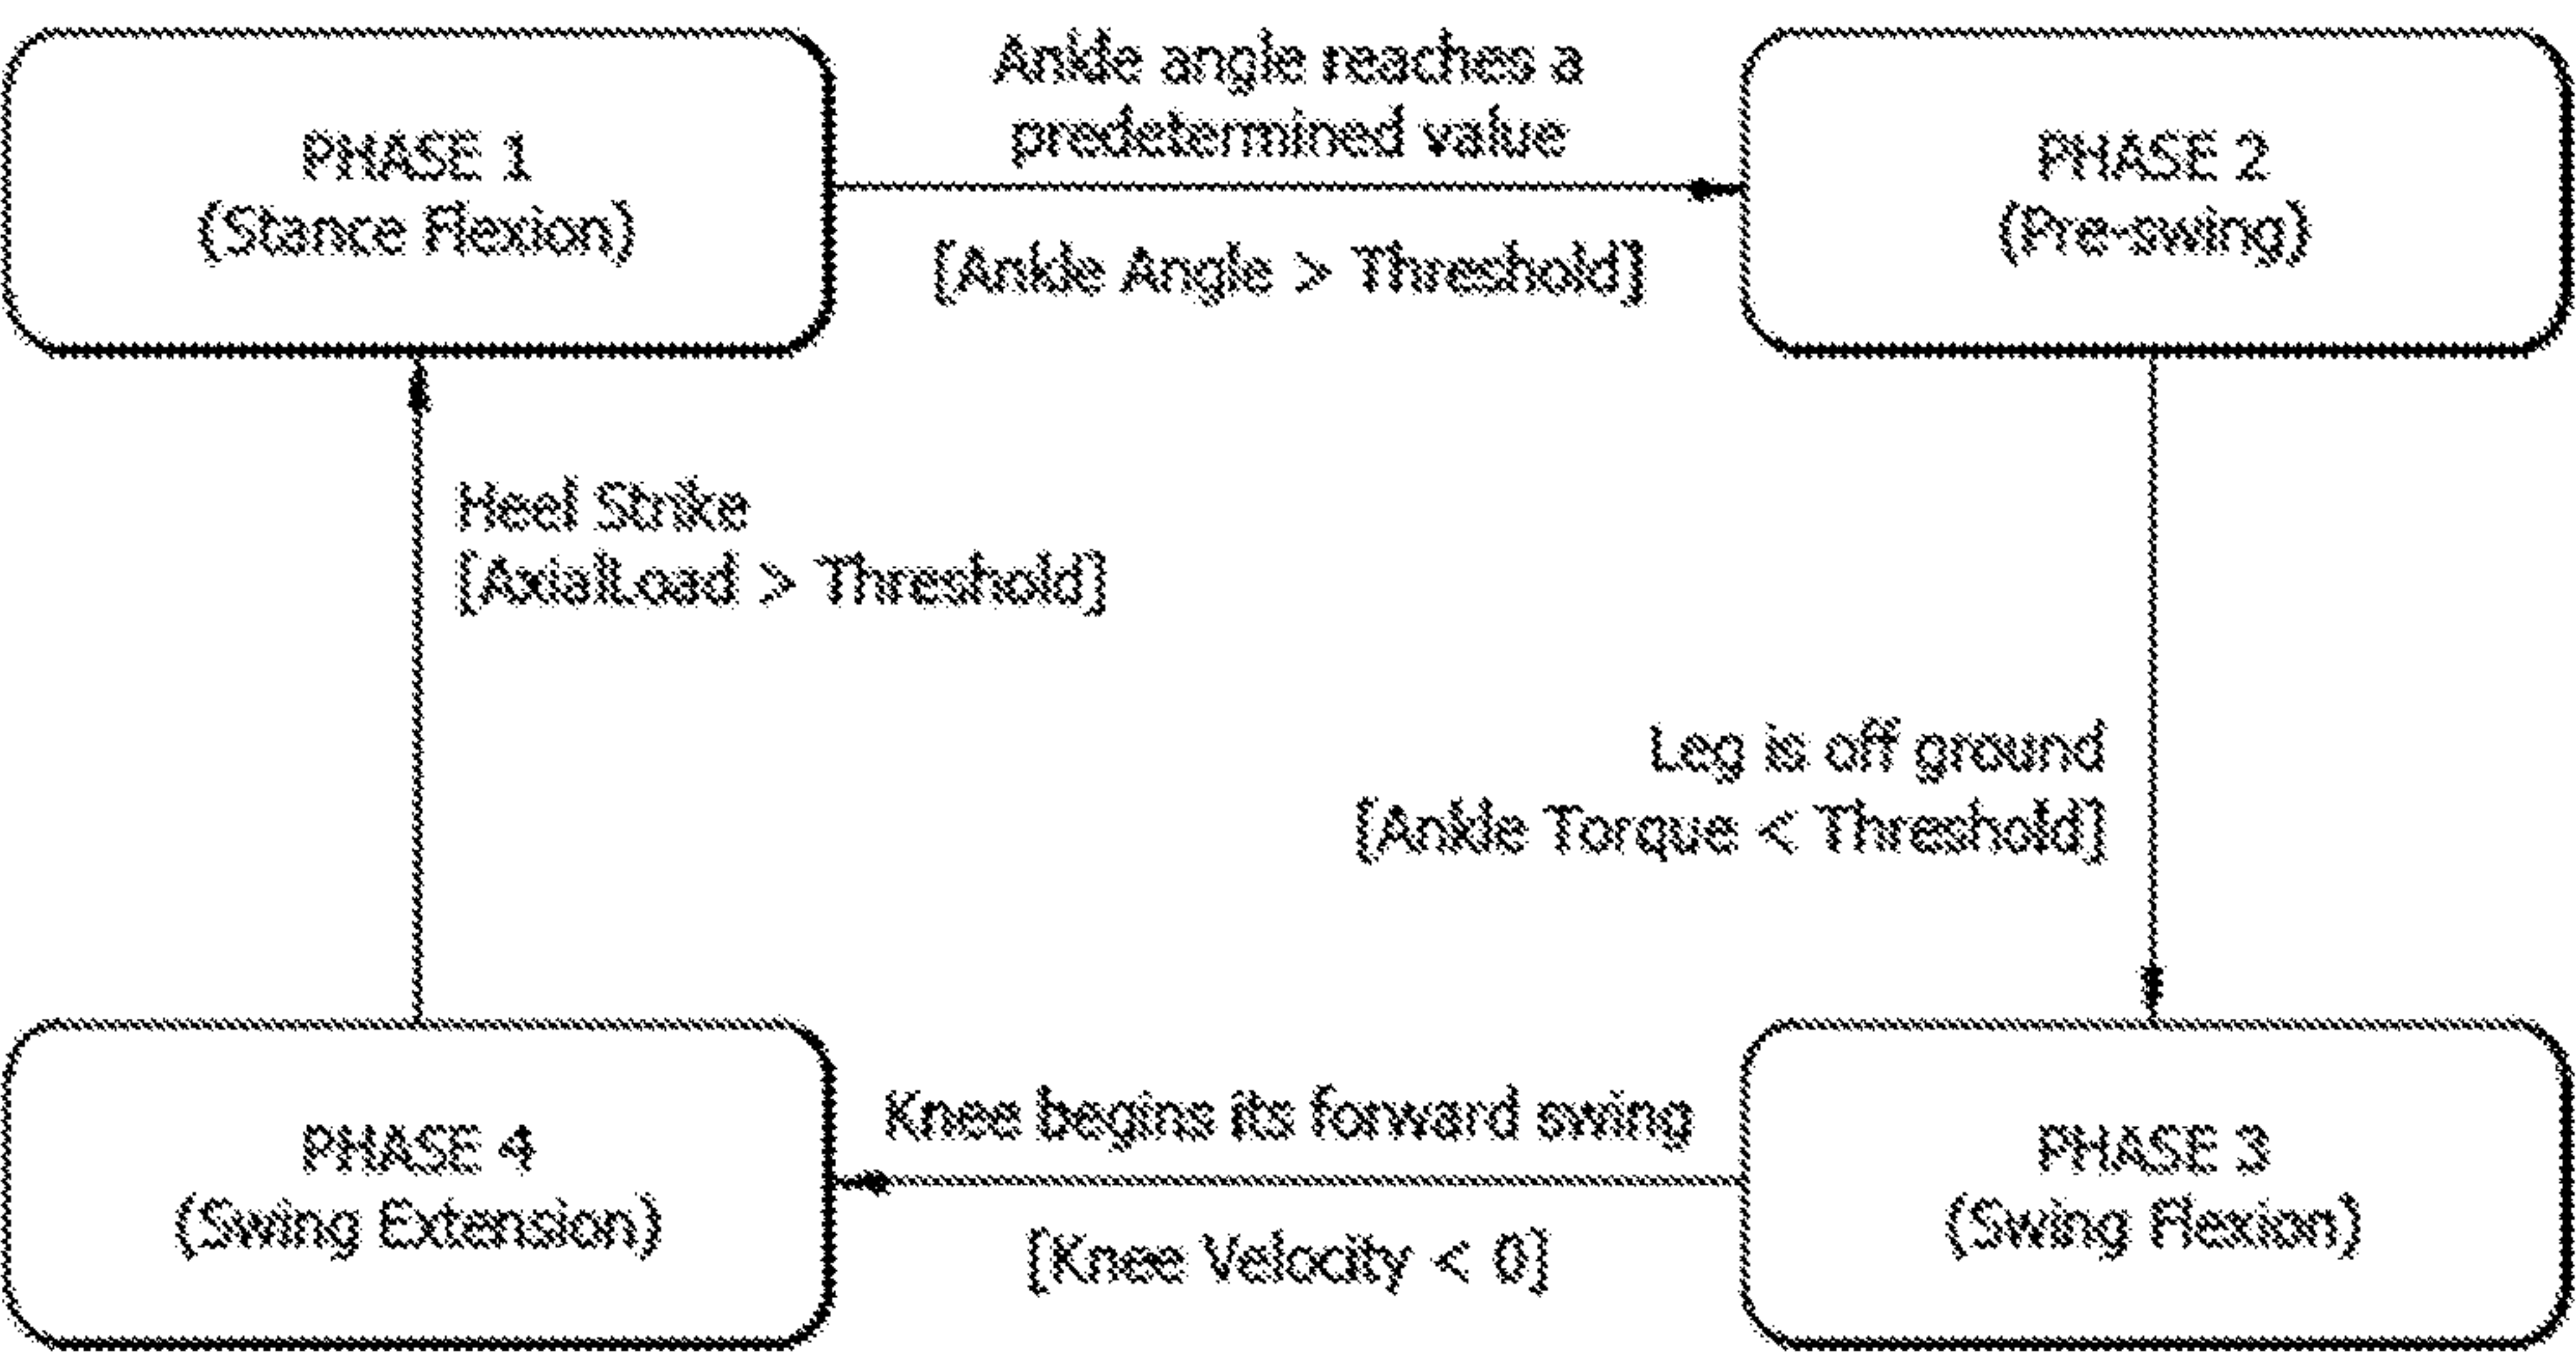 PHASE 1
(Stance Flexion)
Ankle angle reaches a
predetermined value
[Ankle Angle > Threshold]
PHASE 2
(Pre-swing)
Heel Strike
[AxialLoad > Threshold]
Leg is off ground
[Ankle Torque < Threshold]
PHASE 4
(Swing Extension)
Knee begins its forward swing
[Knee Velocity < 0]
PHASE 3
(Swing Flexion)